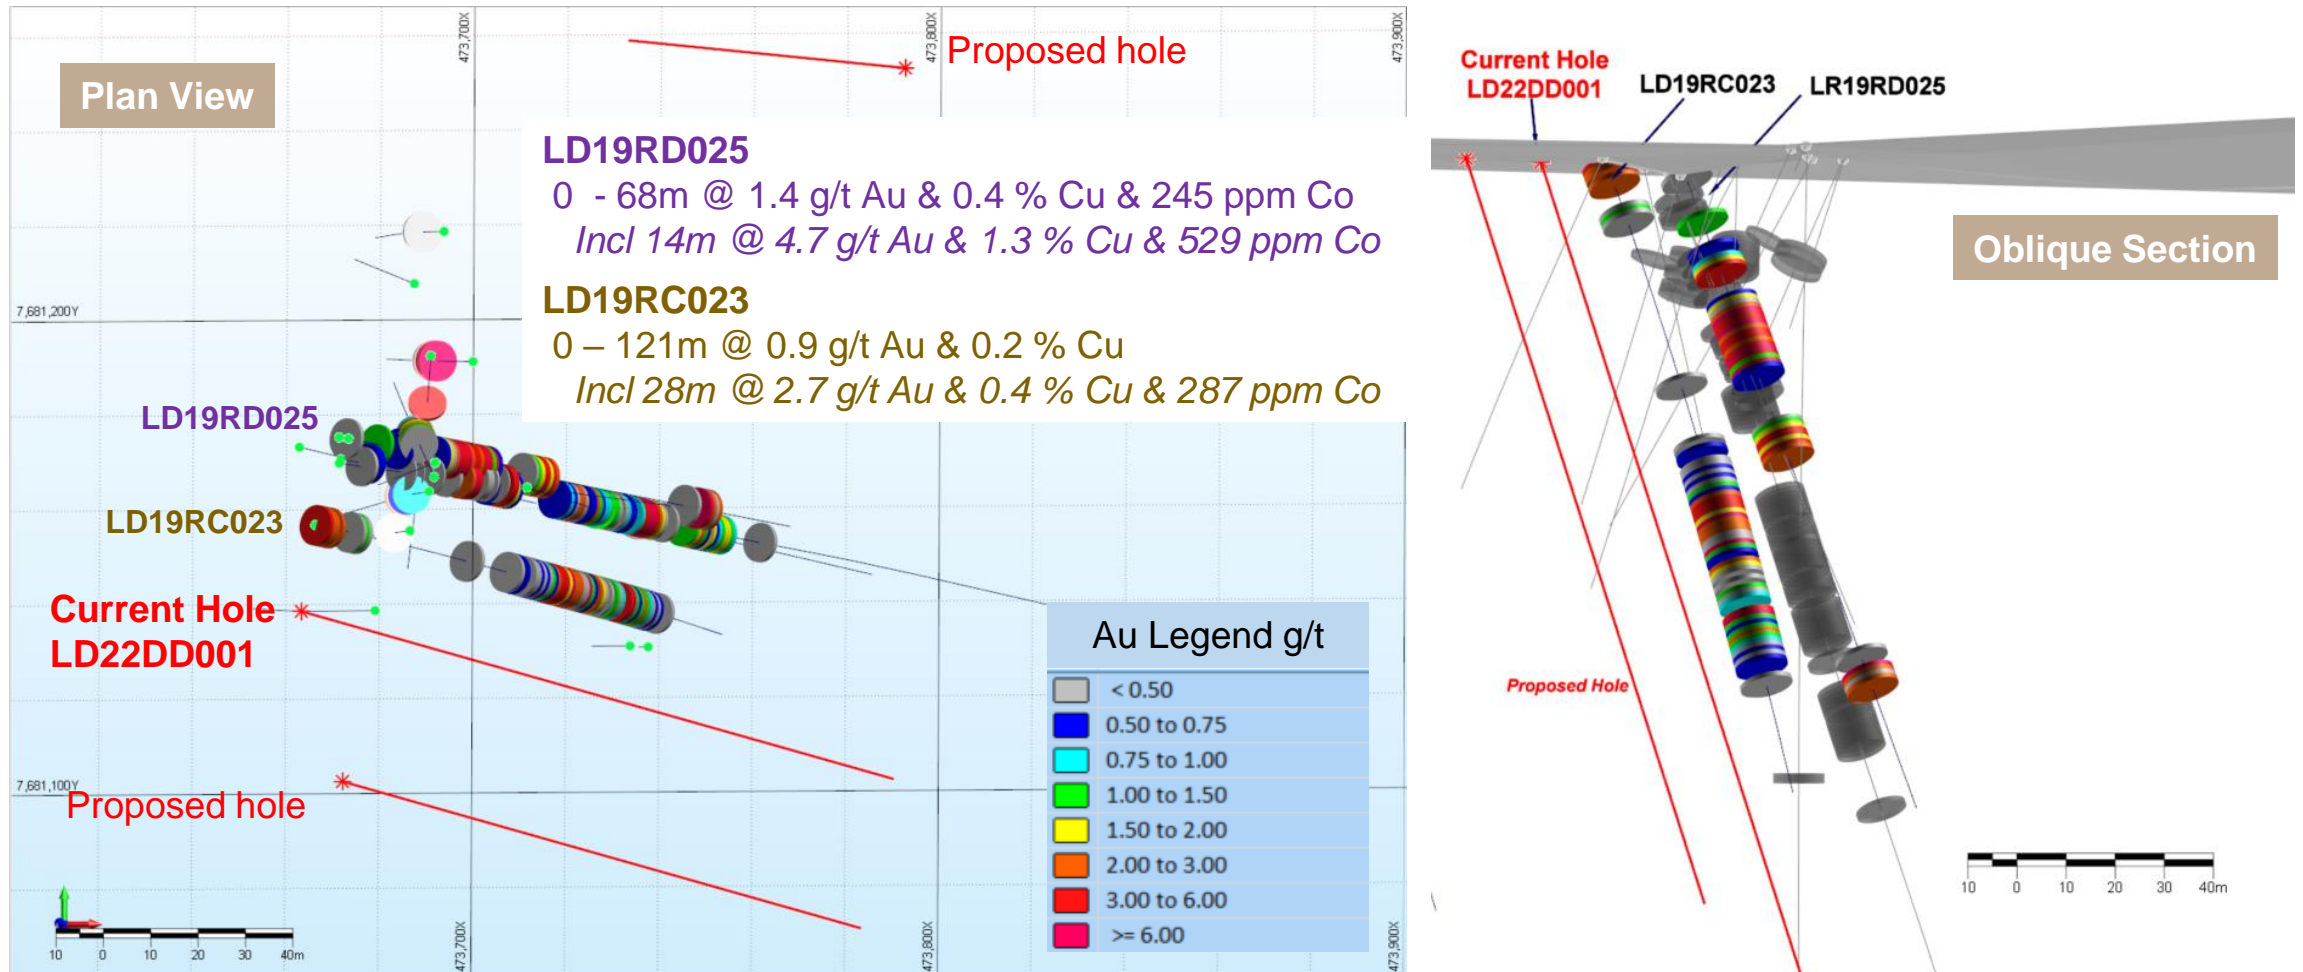 Plan View
473,700X
473,800X
473,900X
Proposed hole
LD19RD025
0  - 68m @ 1.4 g/t Au & 0.4 % Cu & 245 ppm Co
Incl 14m @ 4.7 g/t Au & 1.3 % Cu & 529 ppm Co
LD19RC023
0 – 121m @ 0.9 g/t Au & 0.2 % Cu
Incl 28m @ 2.7 g/t Au & 0.4 % Cu & 287 ppm Co
7,681,200Y
LD19RD025
LD19RC023
Current Hole
LD22DD001
7,681,100Y
Proposed hole
Au Legend g/t
< 0.50
0.50 to 0.75
0.75 to 1.00
1.00 to 1.50
1.50 to 2.00
2.00 to 3.00
3.00 to 6.00
>= 6.00
10 0 10 20 30 40m
473,700X
473,800X
473,900X
Current Hole
LD22DD001
LD19RC023
LR19RD025
Oblique Section
Proposed Hole
10 0 10 20 30 40m